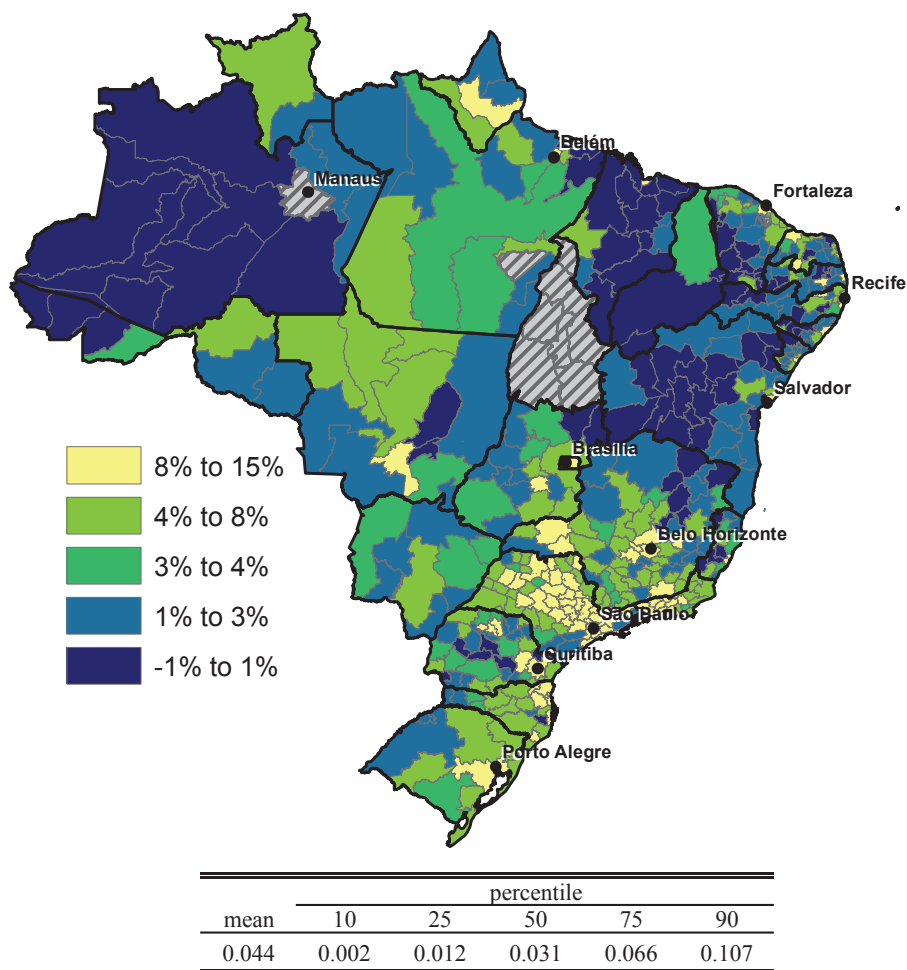 Belém
Manaus
Fortaleza
Recife
Salvador
Brasília
8% to 15%
4% to 8%
Belo Horizonte
3% to 4%
1% to 3%
São Paulo
-1% to 1%
Curitiba
Porto Alegre
percentile
mean 10 25 50 75 90
0.044 0.002 0.012 0.031 0.066 0.107